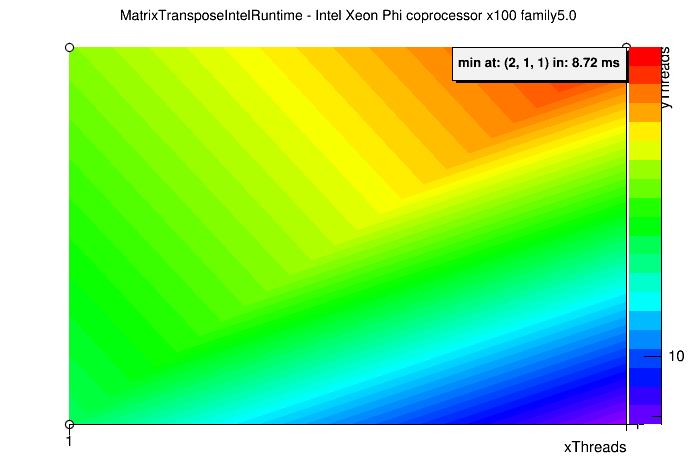 MatrixTransposeIntelRuntime - Intel Xeon Phi coprocessor x100 family5.0
min at: (2, 1, 1) in: 8.72 ms
yThreads
10
1
xThreads